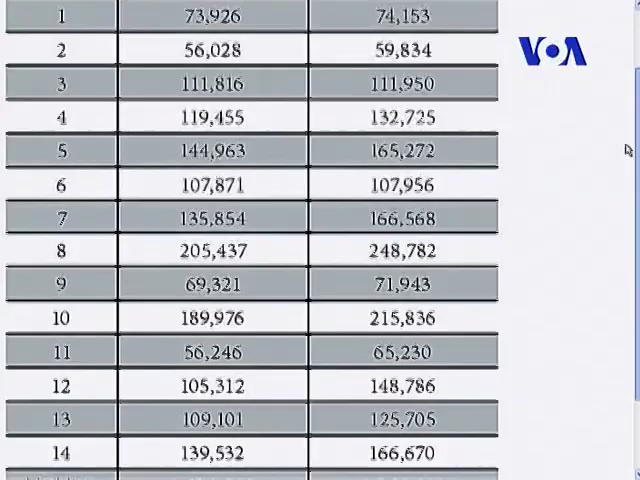 1 73,926 74,153
2 56,028 59,834
VOA
3 111,816 111,950
4 119,455 132,725
5 144,963 165,272
6 107,871 107,956
7 135,854 166,568
8 205,437 248,782
9 69,321 71,943
10 189,976 215,836
11 56,246 65,230
12 105,312 148,786
13 109,101 125,705
14 139,532 166,670